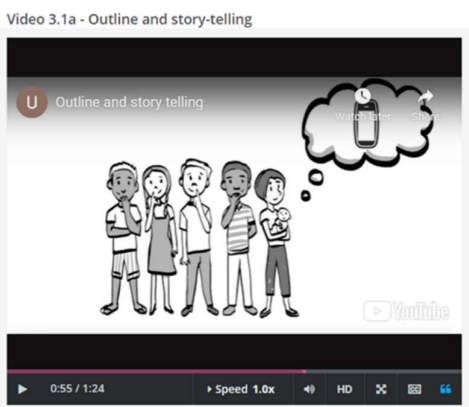 Video 3.1a - Outline and story-telling
U Outline and story telling
Watch later Share
YouTube
0:55 / 1:24 Speed 1.0x HD CC